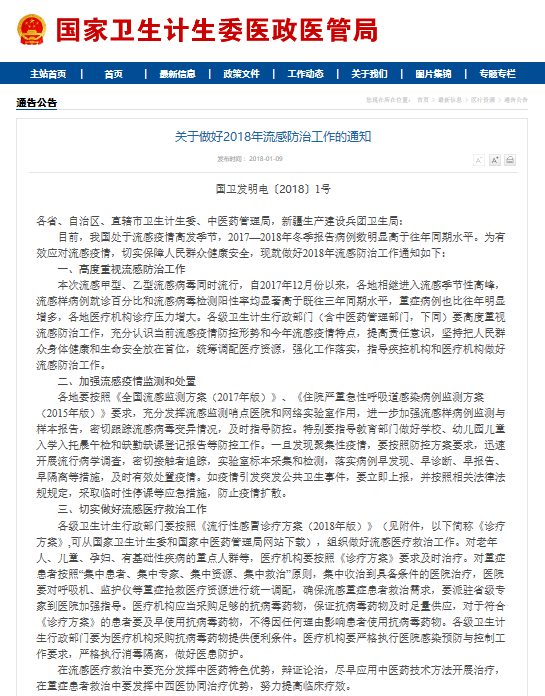 国家卫生计生委医政医管局
主站首页 | 首页 | 最新信息 | 政策文件 | 工作动态 | 关于我们 | 图片集锦 | 专题专栏
通告公告
您现在所在位置： 首页 > 最新信息 > 医疗资源 > 通告公告
关于做好2018年流感防治工作的通知
发布时间： 2018-01-09
国卫发明电〔2018〕1号
各省、自治区、直辖市卫生计生委、中医药管理局，新疆生产建设兵团卫生局：
目前，我国处于流感疫情高发季节，2017—2018年冬季报告病例数明显高于往年同期水平。为有
效应对流感疫情，切实保障人民群众健康安全，现就做好2018年流感防治工作通知如下：
一、高度重视流感防治工作
本次流感甲型、乙型流感病毒同时流行，自2017年12月份以来，各地相继进入流感季节性高峰，
流感样病例就诊百分比和流感病毒检测阳性率均显著高于既往三年同期水平，重症病例也比往年明显
增多，各地医疗机构诊疗压力增大。各级卫生计生行政部门（含中医药管理部门，下同）要高度重视
流感防治工作，充分认识当前流感疫情防控形势和今年流感疫情特点，提高责任意识，坚持把人民群
众身体健康和生命安全放在首位，统筹调配医疗资源，强化工作落实，指导疾控机构和医疗机构做好
流感防治工作。
二、加强流感疫情监测和处置
各地要按照《全国流感监测方案（2017年版）》、《住院严重急性呼吸道感染病例监测方案
（2015年版）》要求，充分发挥流感监测哨点医院和网络实验室作用，进一步加强流感样病例监测与
样本报告，密切跟踪流感病毒变异情况，及时指导防控。特别要指导教育部门做好学校、幼儿园儿童
入学入托晨午检和缺勤缺课登记报告等防控工作。一旦发现聚集性疫情，要按照防控方案要求，迅速
开展流行病学调查，密切接触者追踪，实验室标本采集和检测，落实病例早发现、早诊断、早报告、
早隔离等措施，及时有效处置疫情。如疫情引发突发公共卫生事件，要立即上报，并按照相关法律法
规规定，采取临时性停课等应急措施，防止疫情扩散。
三、切实做好流感医疗救治工作
各级卫生计生行政部门要按照《流行性感冒诊疗方案（2018年版）》（见附件，以下简称《诊疗
方案》,可从国家卫生计生委和国家中医药管理局网站下载），组织做好流感医疗救治工作。对老年
人、儿童、孕妇、有基础性疾病的重点人群等，医疗机构要按照《诊疗方案》要求及时治疗。对重症
患者按照“集中患者、集中专家、集中资源、集中救治”原则，集中收治到具备条件的医院治疗，医院
要对呼吸机、监护仪等重症抢救医疗资源进行统一调配，确保流感重症患者救治需求，要派驻省级专
家到医院加强指导。医疗机构应当采购足够的抗病毒药物，保证抗病毒药物及时足量供应，对于符合
《诊疗方案》的患者要及早使用抗病毒药物，不得因任何理由影响患者使用抗病毒药物。各级卫生计
生行政部门要为医疗机构采购抗病毒药物提供便利条件。医疗机构要严格执行医院感染预防与控制工
作要求，严格执行消毒隔离，做好医患防护。
在流感医疗救治中要充分发挥中医药特色优势，辩证论治，尽早应用中医药技术方法开展治疗，
在重症患者救治中要发挥中西医协同治疗优势，努力提高临床疗效。